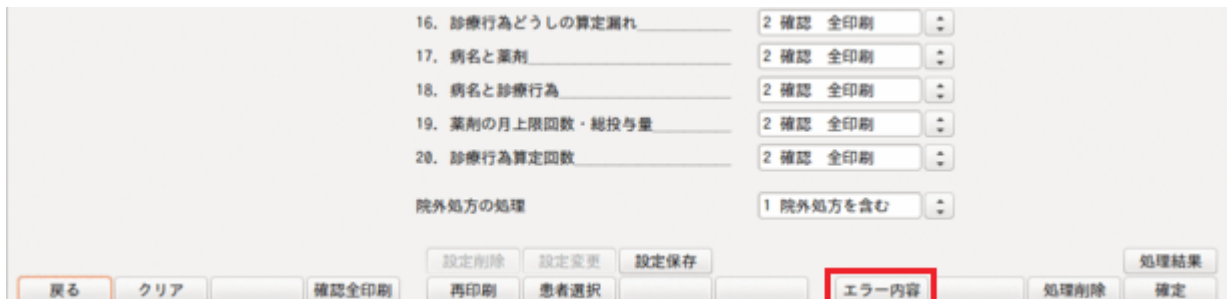 16. 診療行為どうしの算定漏れ 2 確認 全印刷
17. 病名と薬剤 2 確認 全印刷
18. 病名と診療行為 2 確認 全印刷
19. 薬剤の月上限回数・総投与量 2 確認 全印刷
20. 診療行為算定回数 2 確認 全印刷
院外処方の処理 1 院外処方を含む
設定削除 設定変更 設定保存 処理結果
戻る クリア 確認全印刷 再印刷 患者選択 エラー内容 処理削除 確定